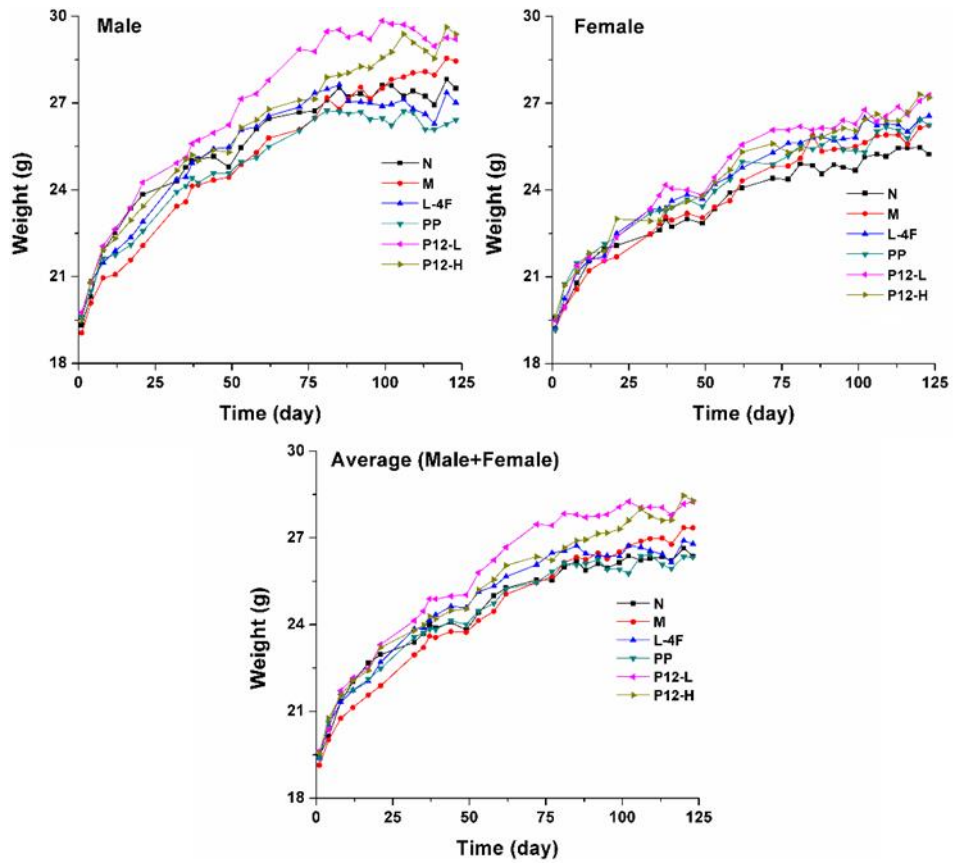 Male
Weight (g)
30
27
24
21
18
0 25 50 75 100 125
Time (day)
N
M
L-4F
PP
P12-L
P12-H
Female
Weight (g)
30
27
24
21
18
0 25 50 75 100 125
Time (day)
N
M
L-4F
PP
P12-L
P12-H
Average (Male+Female)
Weight (g)
30
27
24
21
18
0 25 50 75 100 125
Time (day)
N
M
L-4F
PP
P12-L
P12-H